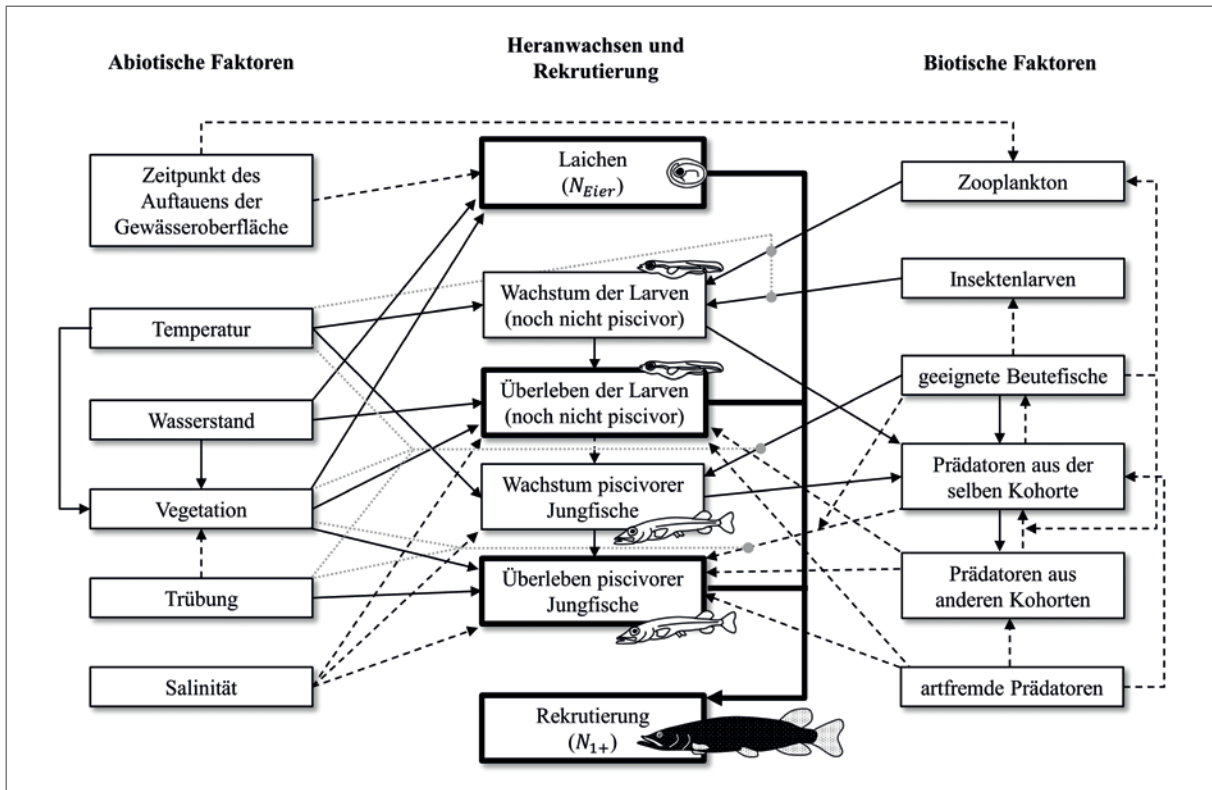 Abiotische Faktoren
Zeitpunkt des
Auftauens der
Gewässeroberfläche
Temperatur
Wasserstand
Vegetation
Trübung
Salinität
Heranwachsen und
Rekrutierung
Laichen
(N_Eier)
Wachstum der Larven
(noch nicht piscivor)
Überleben der Larven
(noch nicht piscivor)
Wachstum piscivorer
Jungfische
Überleben piscivorer
Jungfische
Rekrutierung
(N_1+)
Biotische Faktoren
Zooplankton
Insektenlarven
geeignete Beutefische
Prädatoren aus der
selben Kohorte
Prädatoren aus
anderen Kohorten
artfremde Prädatoren